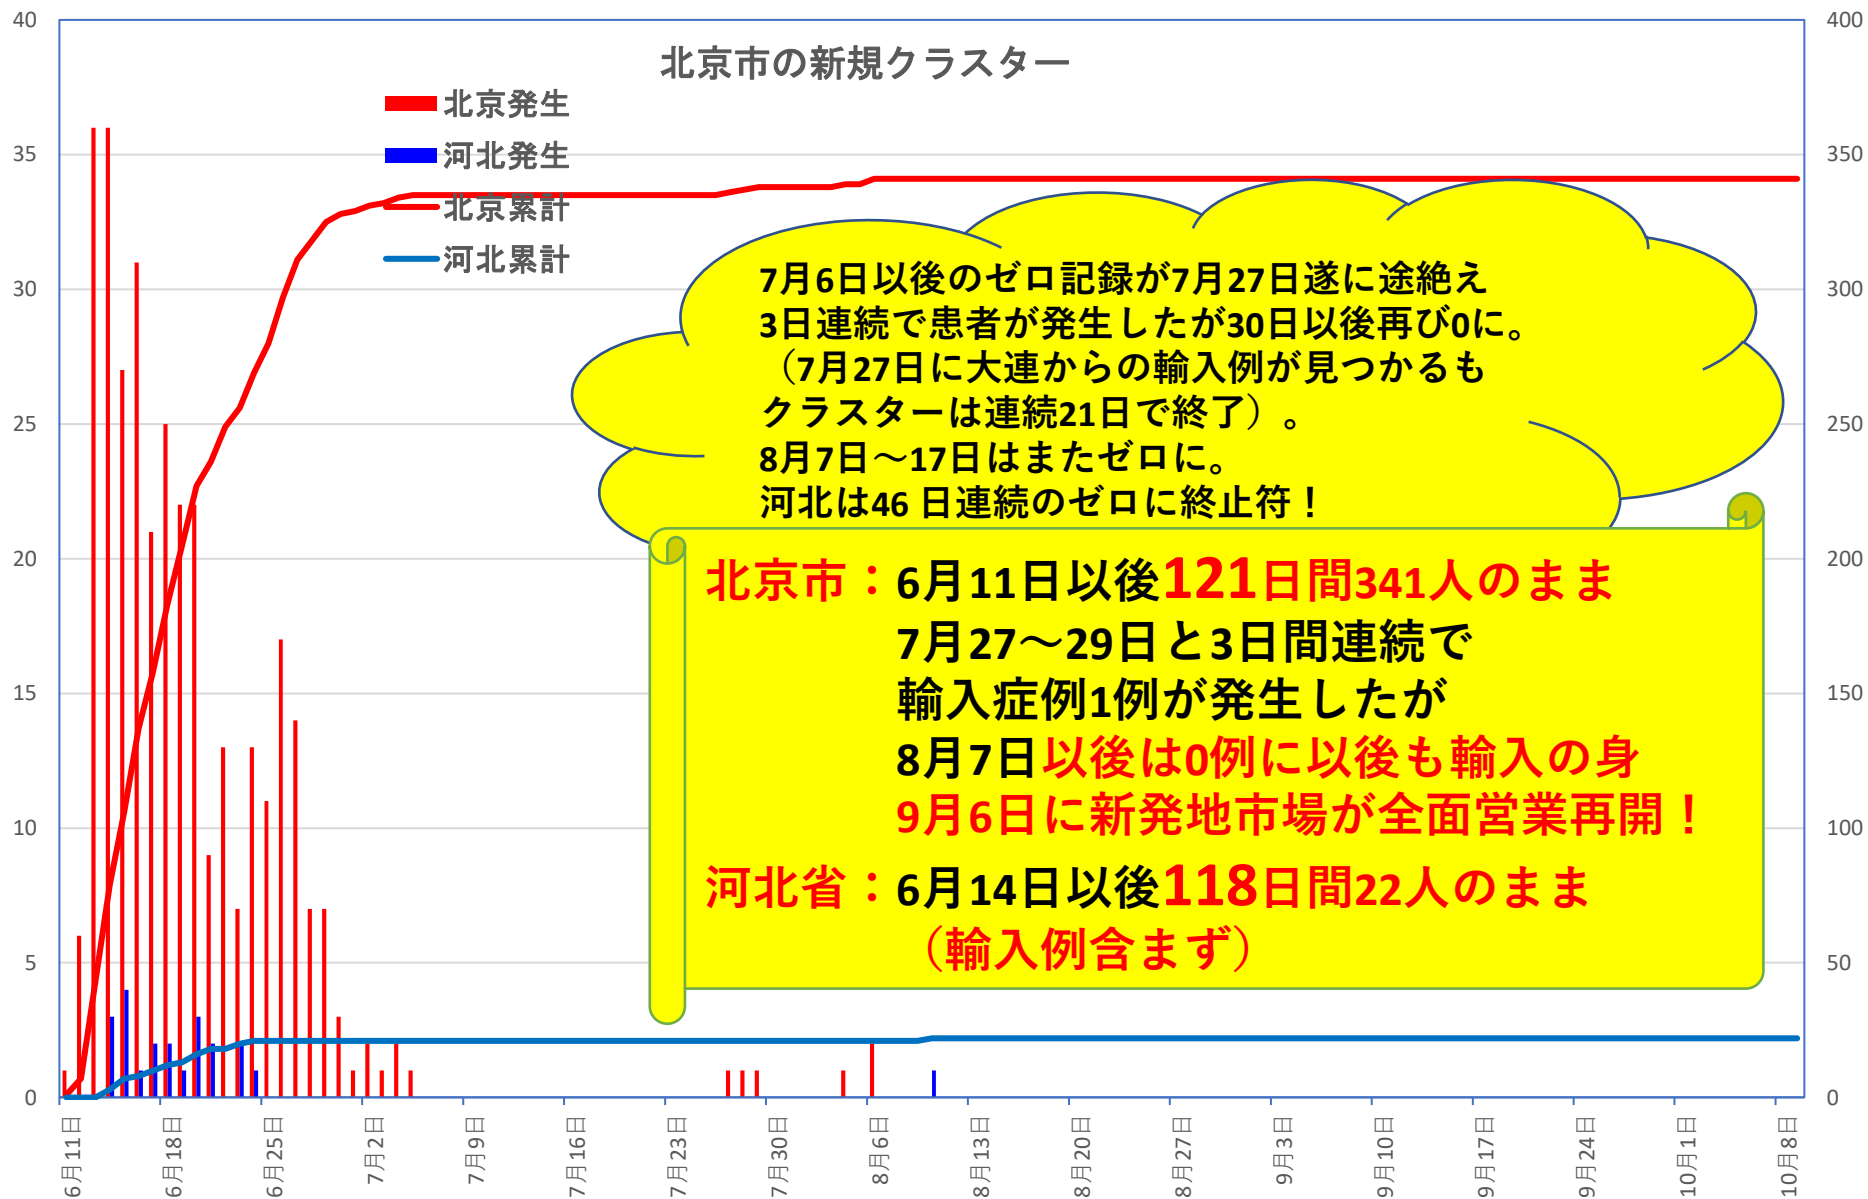 北京市の新規クラスター
北京発生
河北発生
北京累計
河北累計
40
35
30
25
20
15
10
5
0
400
350
300
250
200
150
100
50
0
7月6日以後のゼロ記録が7月27日遂に途絶え
3日連続で患者が発生したが30日以後再び0に。
（7月27日に大連からの輸入例が見つかるも
クラスターは連続21日で終了）。
8月7日～17日はまたゼロに。
河北は46 日連続のゼロに終止符！
北京市：6月11日以後121日間341人のまま
7月27～29日と3日間連続で
輸入症例1例が発生したが
8月7日以後は0例に以後も輸入の身
9月6日に新発地市場が全面営業再開！
河北省：6月14日以後118日間22人のまま
（輸入例含まず）
6月11日
6月18日
6月25日
7月2日
7月9日
7月16日
7月23日
7月30日
8月6日
8月13日
8月20日
8月27日
9月3日
9月10日
9月17日
9月24日
10月1日
10月8日